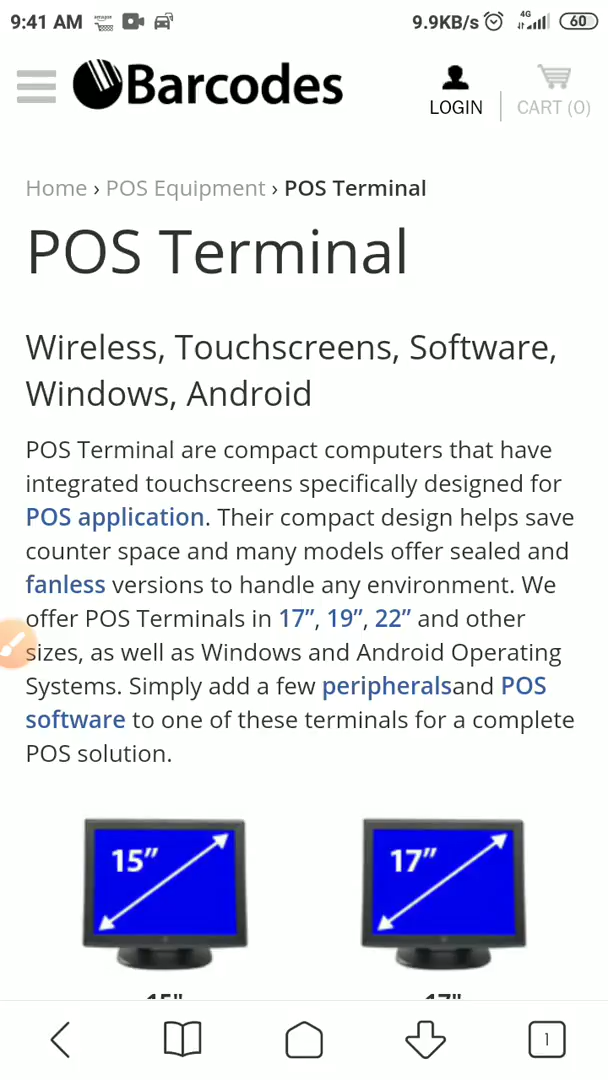 9:41 AM 9.9KB/s 4G 60
Barcodes
LOGIN CART (0)
Home › POS Equipment › POS Terminal
POS Terminal
Wireless, Touchscreens, Software,
Windows, Android
POS Terminal are compact computers that have
integrated touchscreens specifically designed for
POS application. Their compact design helps save
counter space and many models offer sealed and
fanless versions to handle any environment. We
offer POS Terminals in 17”, 19”, 22” and other
sizes, as well as Windows and Android Operating
Systems. Simply add a few peripheralsand POS
software to one of these terminals for a complete
POS solution.
15” 17”
15" 17"
1